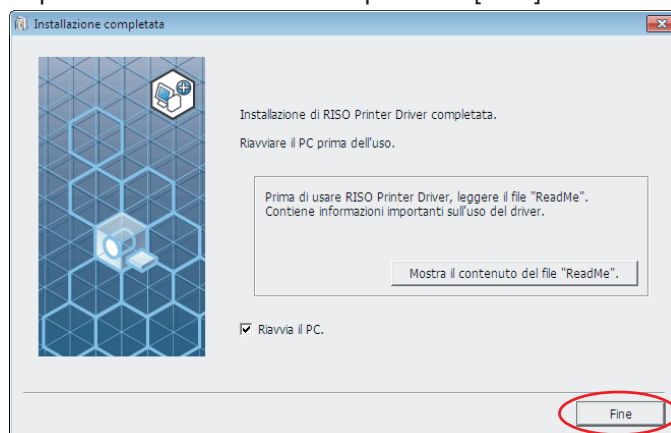 Installazione completata
Installazione di RISO Printer Driver completata.
Riavviare il PC prima dell'uso.
Prima di usare RISO Printer Driver, leggere il file "ReadMe".
Contiene informazioni importanti sull'uso del driver.
Mostra il contenuto del file "ReadMe".
Riavvia il PC.
Fine